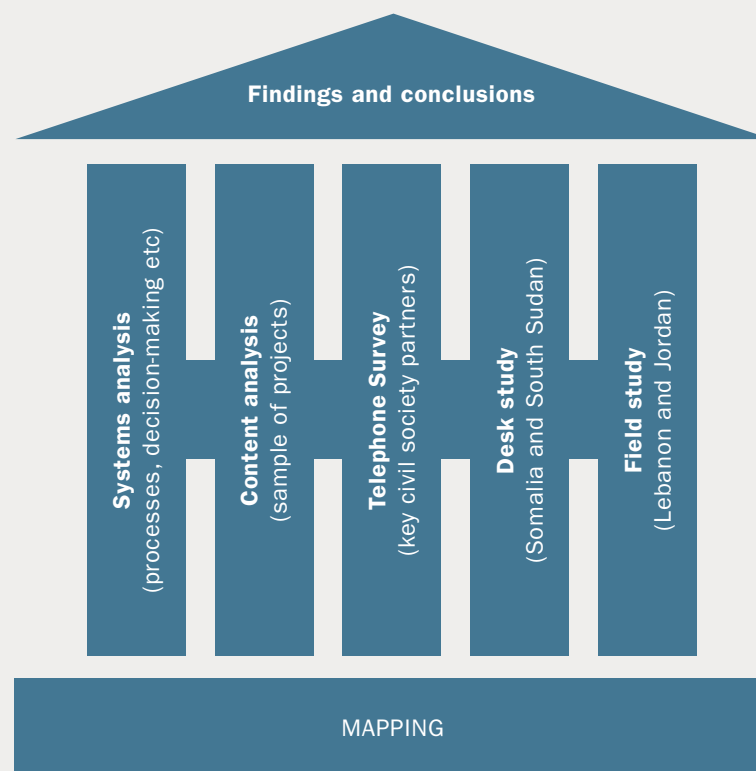 Findings and conclusions
Systems analysis
(processes, decision-making etc)
Content analysis
(sample of projects)
Telephone Survey
(key civil society partners)
Desk study
(Somalia and South Sudan)
Field study
(Lebanon and Jordan)
MAPPING